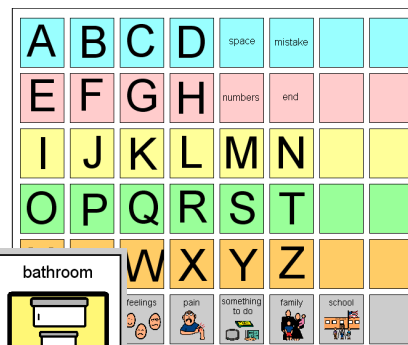 A B C D space mistake
E F G H numbers end
I J K L M N
O P Q R S T
W X Y Z
bathroom
feelings pain something to do family school